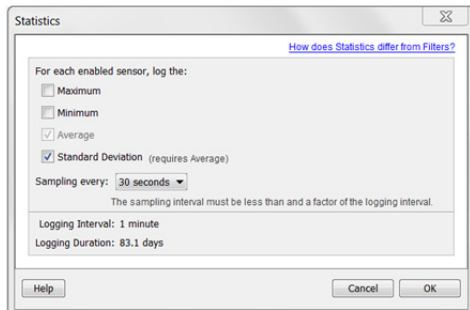 Statistics
How does Statistics differ from Filters?
For each enabled sensor, log the:
Maximum
Minimum
Average
Standard Deviation (requires Average)
Sampling every: 30 seconds
The sampling interval must be less than and a factor of the logging interval.
Logging Interval: 1 minute
Logging Duration: 83.1 days
Help Cancel OK